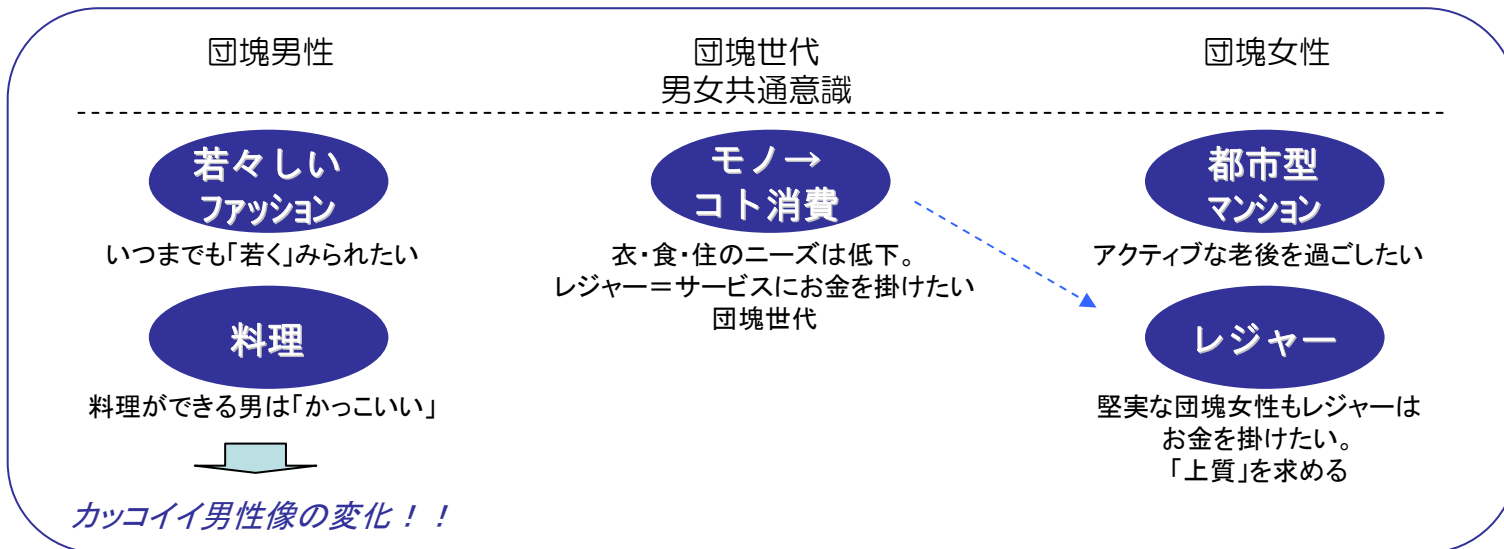 団塊男性
若々しい
ファッション
いつまでも「若く」みられたい
料理
料理ができる男は「かっこいい」
カッコイイ男性像の変化！！
団塊世代
男女共通意識
モノ→
コト消費
衣・食・住のニーズは低下。
レジャー＝サービスにお金を掛けたい
団塊世代
団塊女性
都市型
マンション
アクティブな老後を過ごしたい
レジャー
堅実な団塊女性もレジャーは
お金を掛けたい。
「上質」を求める